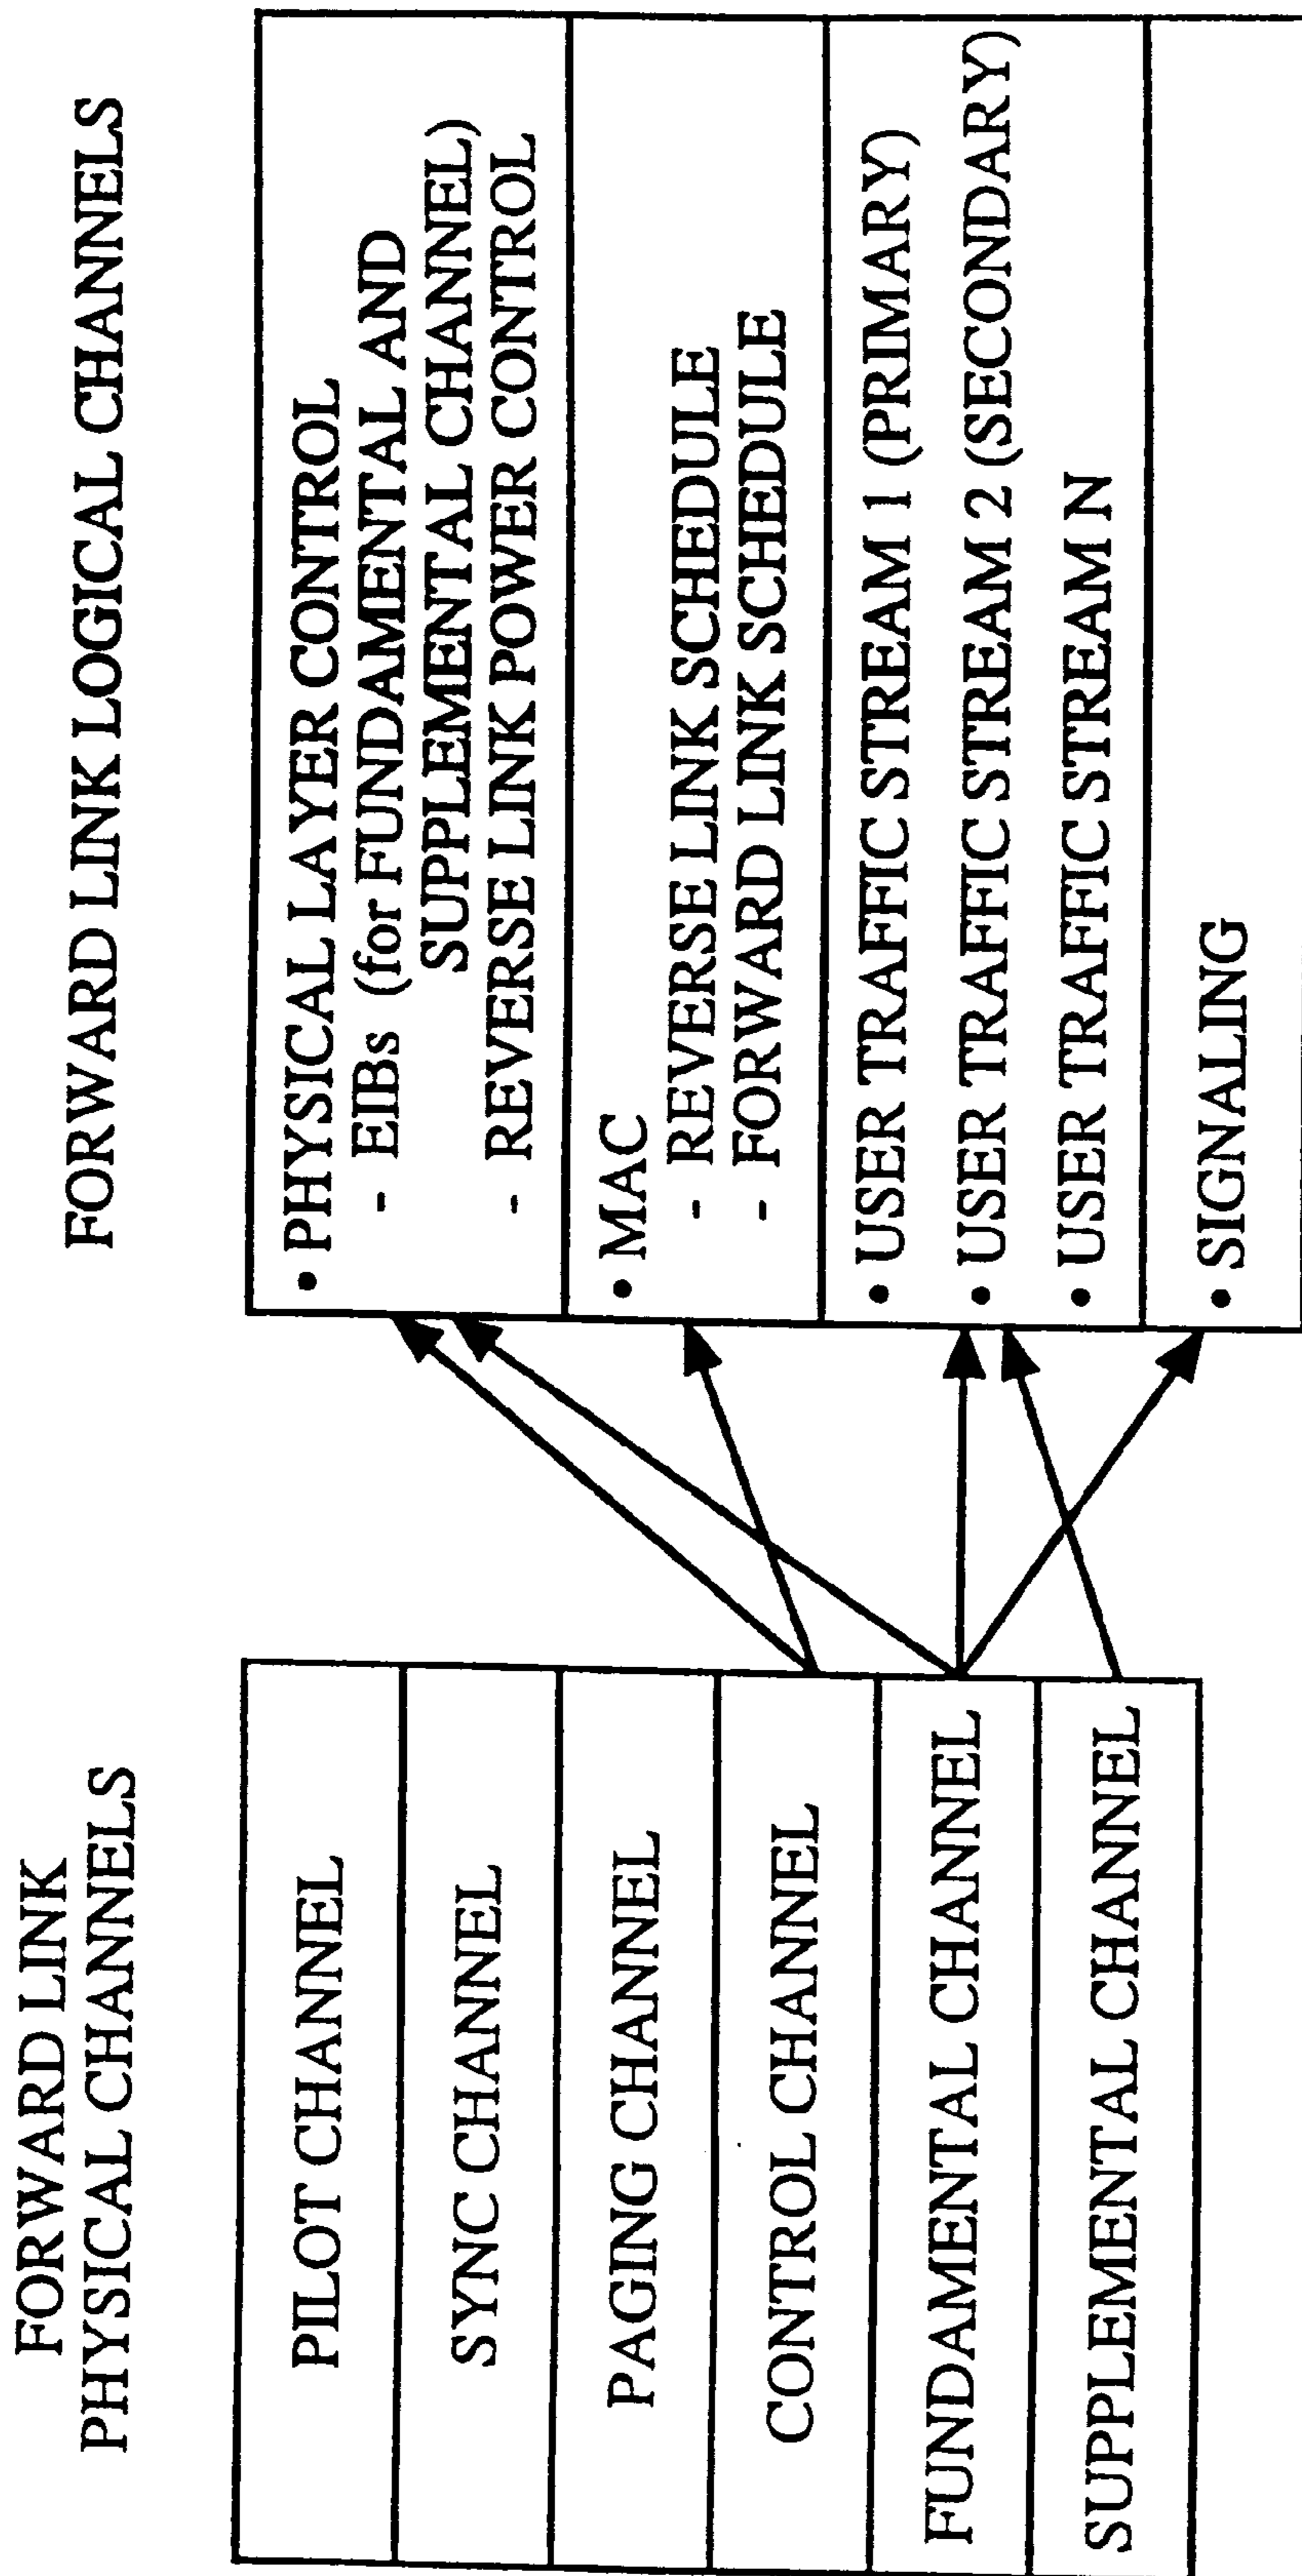 FORWARD LINK
PHYSICAL CHANNELS
PILOT CHANNEL
SYNC CHANNEL
PAGING CHANNEL
CONTROL CHANNEL
FUNDAMENTAL CHANNEL
SUPPLEMENTAL CHANNEL
FORWARD LINK LOGICAL CHANNELS
• PHYSICAL LAYER CONTROL
- EIBs (for FUNDAMENTAL AND
SUPPLEMENTAL CHANNEL)
- REVERSE LINK POWER CONTROL
• MAC
- REVERSE LINK SCHEDULE
- FORWARD LINK SCHEDULE
• USER TRAFFIC STREAM 1 (PRIMARY)
• USER TRAFFIC STREAM 2 (SECONDARY)
• USER TRAFFIC STREAM N
• SIGNALING